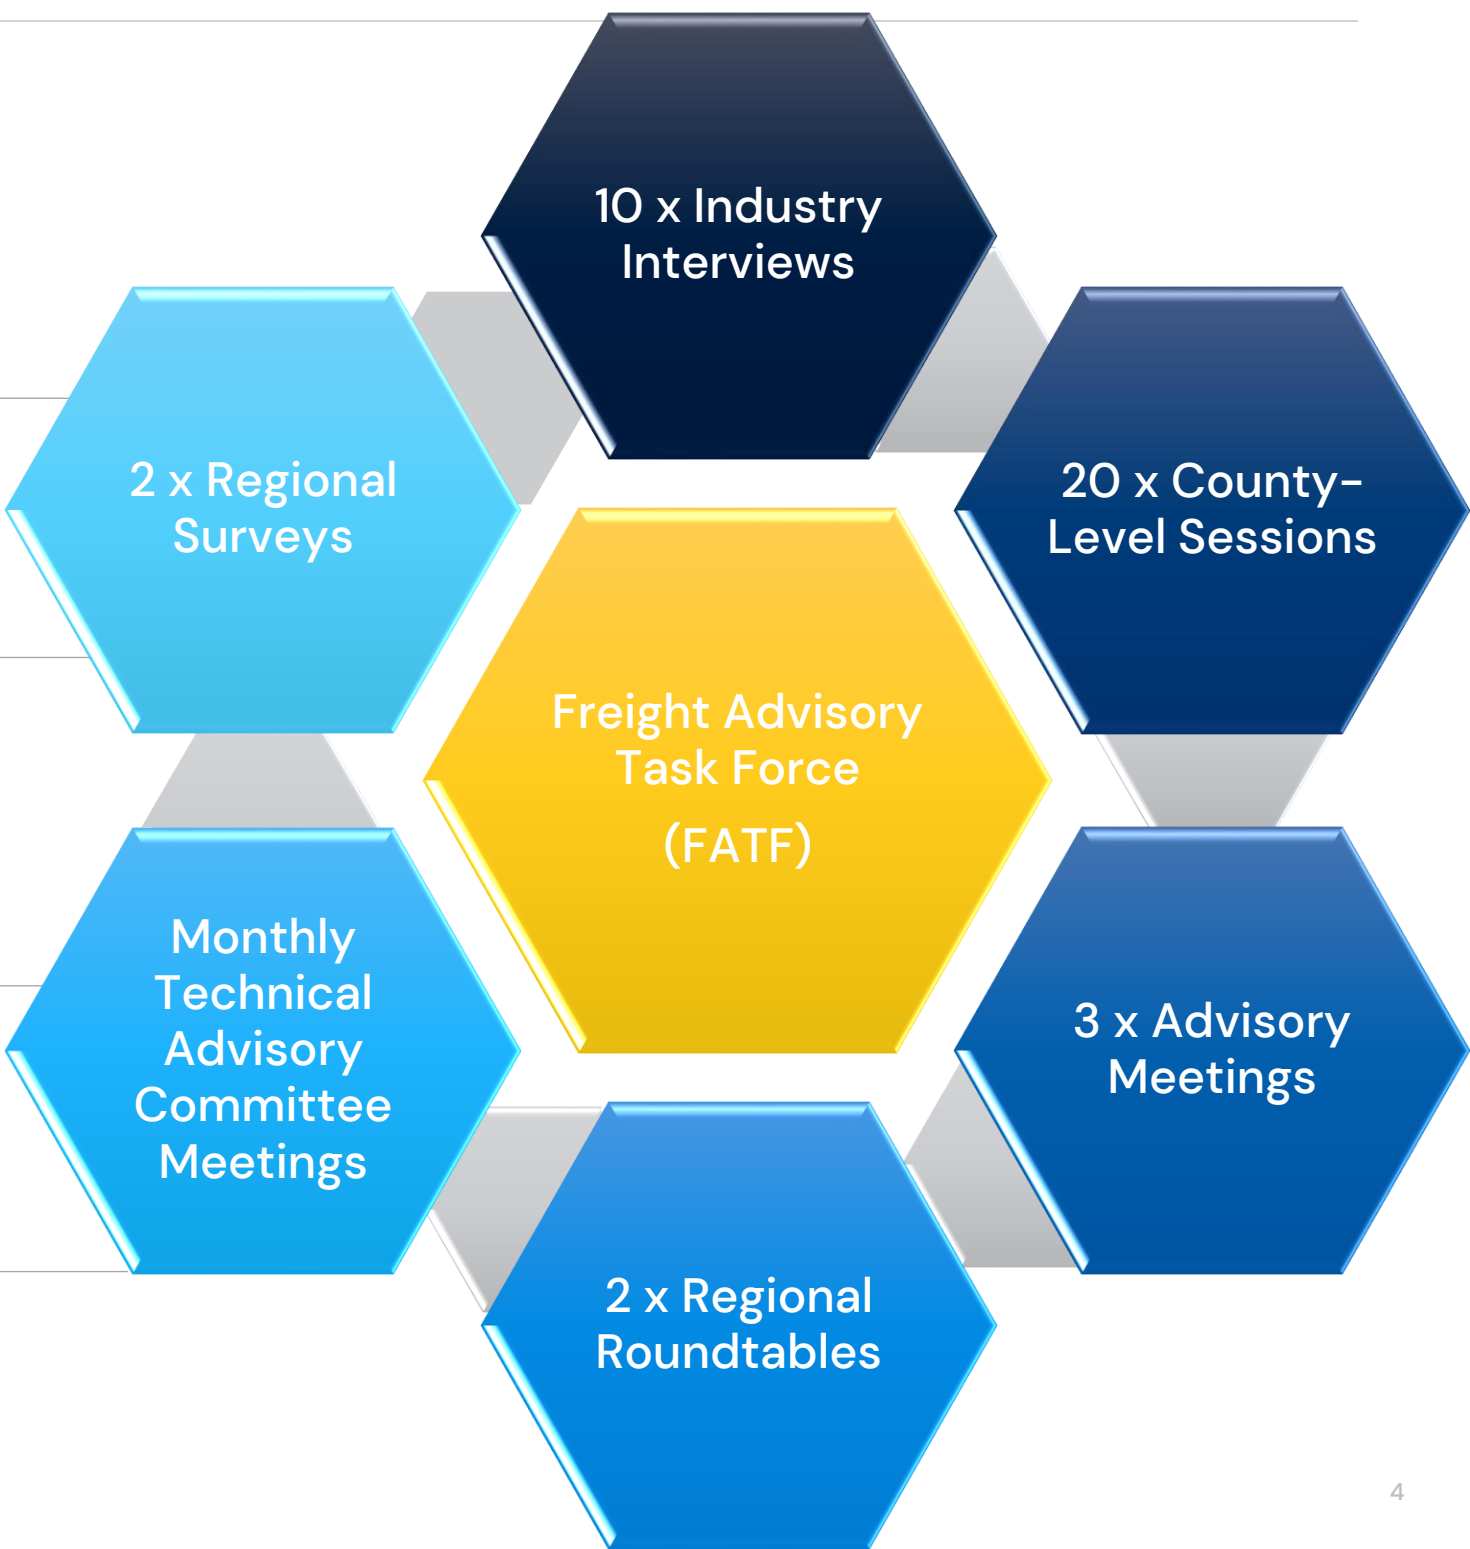 10 x Industry
Interviews
20 x County-
Level Sessions
2 x Regional
Surveys
Freight Advisory
Task Force
(FATF)
Monthly
Technical
Advisory
Committee
Meetings
3 x Advisory
Meetings
2 x Regional
Roundtables
4